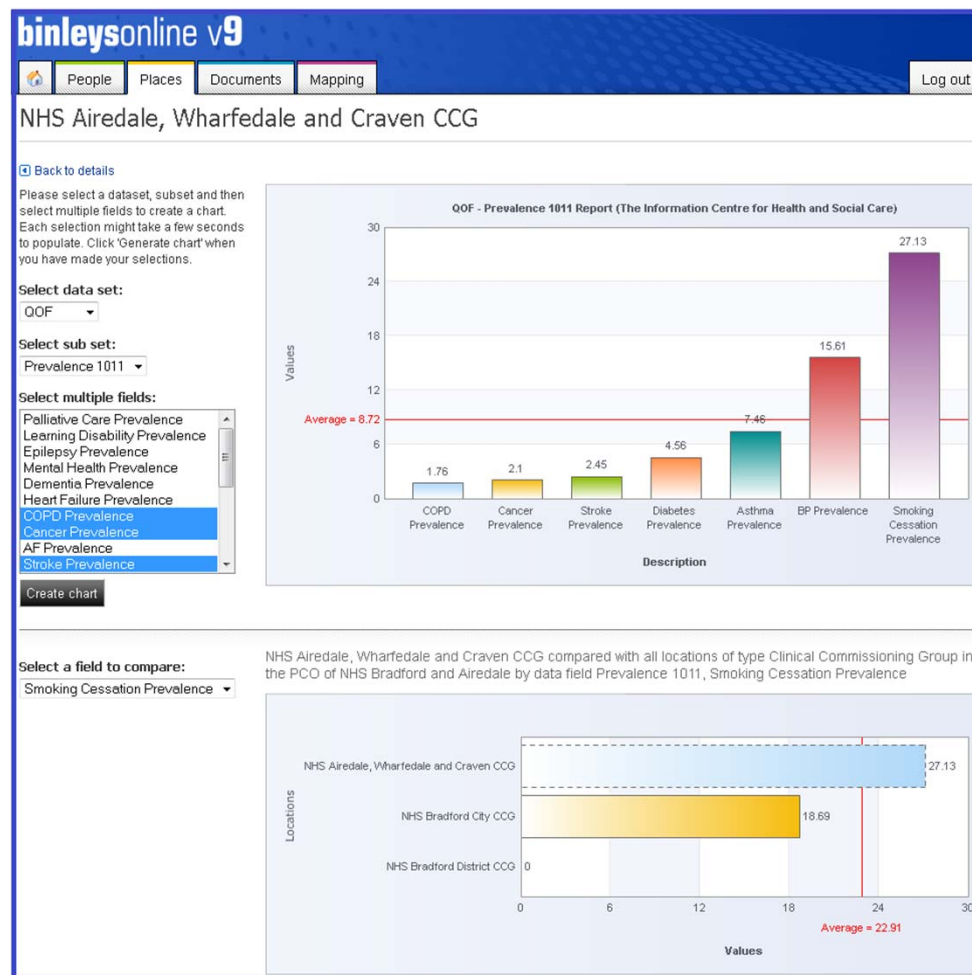 binleysonline v9
People Places Documents Mapping Log out
NHS Airedale, Wharfedale and Craven CCG
Back to details
Please select a dataset, subset and then
select multiple fields to create a chart.
Each selection might take a few seconds
to populate. Click 'Generate chart' when
you have made your selections.
Select data set:
QOF
Select sub set:
Prevalence 1011
Select multiple fields:
Palliative Care Prevalence
Learning Disability Prevalence
Epilepsy Prevalence
Mental Health Prevalence
Dementia Prevalence
Heart Failure Prevalence
COPD Prevalence
Cancer Prevalence
AF Prevalence
Stroke Prevalence
Create chart
QOF - Prevalence 1011 Report (The Information Centre for Health and Social Care)
Values
30
24
18
12
6
0
Average = 8.72
1.76
2.1
2.45
4.56
7.46
15.61
27.13
COPD Prevalence
Cancer Prevalence
Stroke Prevalence
Diabetes Prevalence
Asthma Prevalence
BP Prevalence
Smoking Cessation Prevalence
Description
Select a field to compare:
Smoking Cessation Prevalence
NHS Airedale, Wharfedale and Craven CCG compared with all locations of type Clinical Commissioning Group in
the PCO of NHS Bradford and Airedale by data field Prevalence 1011, Smoking Cessation Prevalence
Locations
NHS Airedale, Wharfedale and Craven CCG 27.13
NHS Bradford City CCG 18.69
NHS Bradford District CCG 0
0 6 12 18 24 30
Average = 22.91
Values